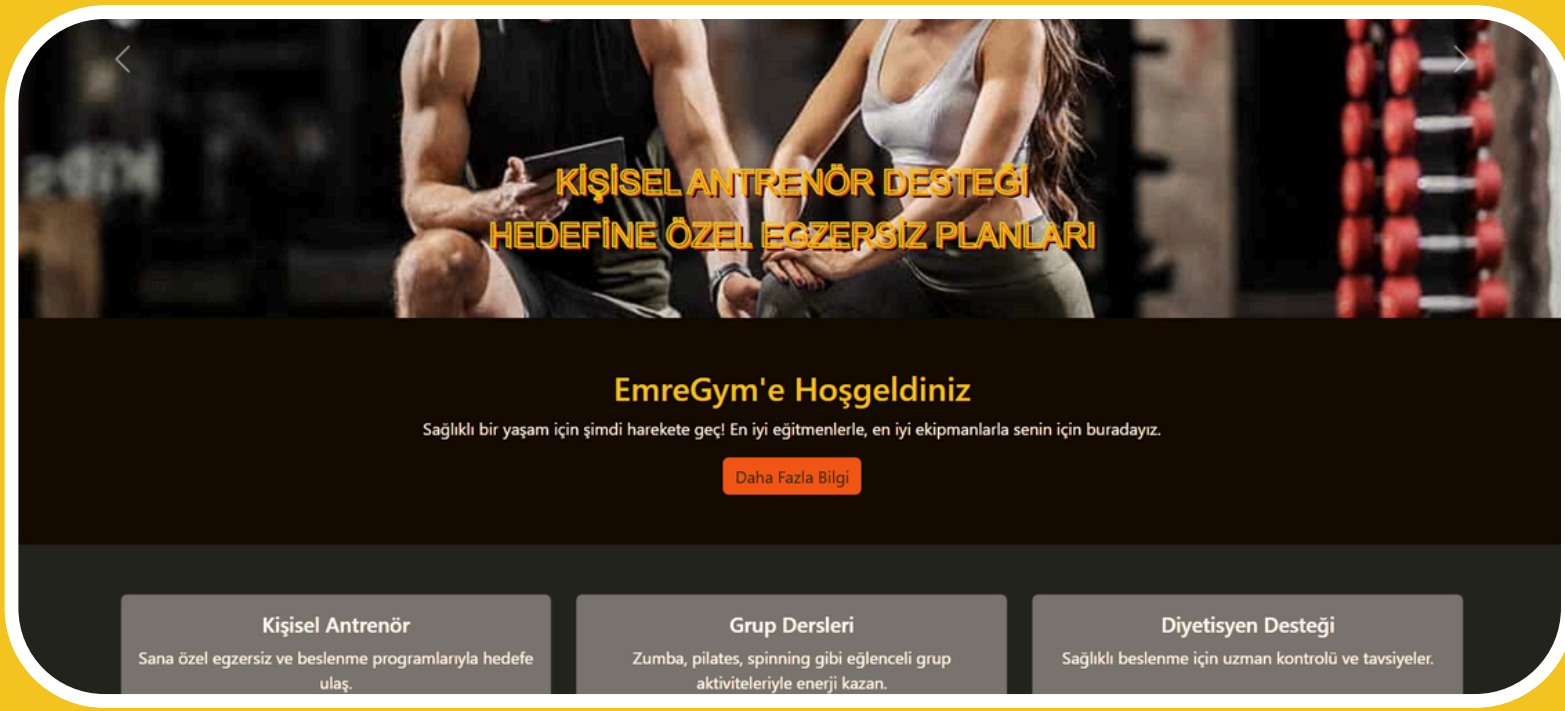 KİŞİSEL ANTRENÖR DESTEĞİ
HEDEFİNE ÖZEL EGZERSİZ PLANLARI
EmreGym'e Hoşgeldiniz
Sağlıklı bir yaşam için şimdi harekete geç! En iyi eğitmenlerle, en iyi ekipmanlarla senin için buradayız.
Daha Fazla Bilgi
Kişisel Antrenör
Sana özel egzersiz ve beslenme programlarıyla hedefe
ulaş.
Grup Dersleri
Zumba, pilates, spinning gibi eğlenceli grup
aktiviteleriyle enerji kazan.
Diyetisyen Desteği
Sağlıklı beslenme için uzman kontrolü ve tavsiyeler.